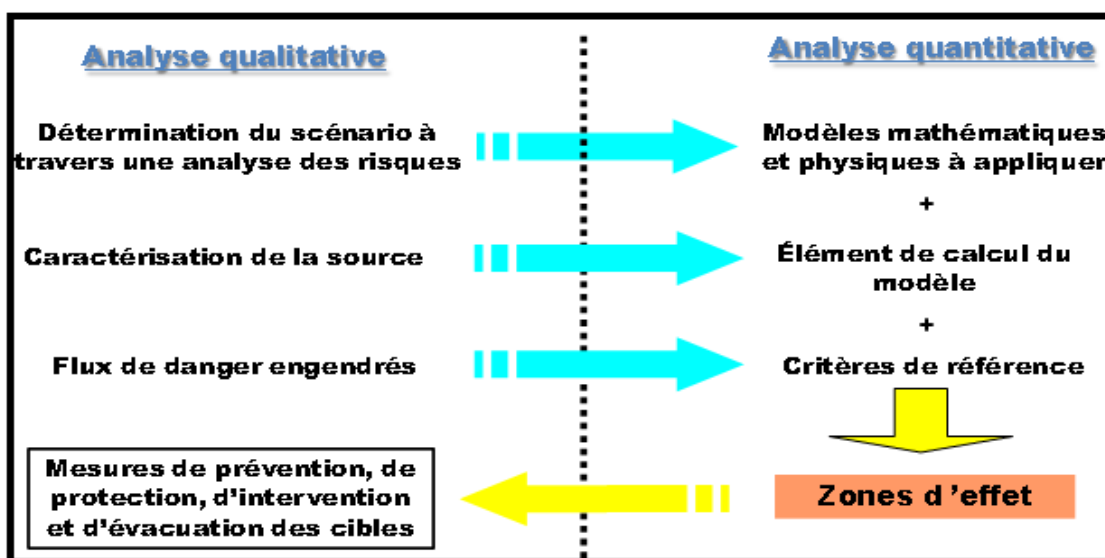 Analyse qualitative
Analyse quantitative
Détermination du scénario à
travers une analyse des risques
Modèles mathématiques
et physiques à appliquer
+
Caractérisation de la source
Élément de calcul du
modèle
+
Flux de danger engendrés
Critères de référence
Mesures de prévention, de
protection, d'intervention
et d'évacuation des cibles
Zones d 'effet